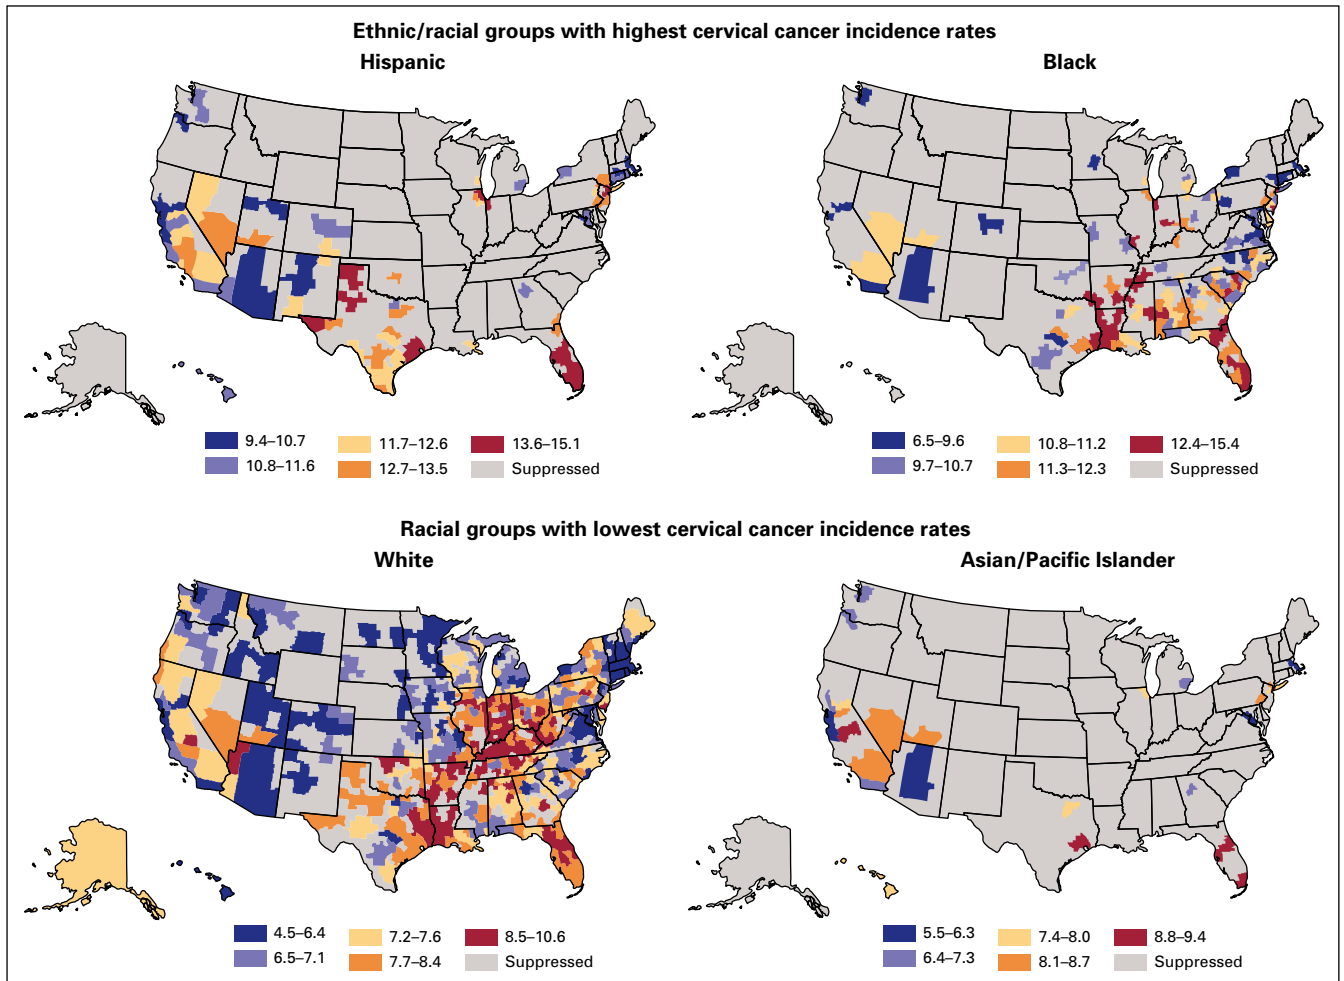 Ethnic/racial groups with highest cervical cancer incidence rates
Hispanic
Black
9.4–10.7
11.7–12.6
13.6–15.1
10.8–11.6
12.7–13.5
Suppressed
6.5–9.6
10.8–11.2
12.4–15.4
9.7–10.7
11.3–12.3
Suppressed
Racial groups with lowest cervical cancer incidence rates
White
Asian/Pacific Islander
4.5–6.4
7.2–7.6
8.5–10.6
6.5–7.1
7.7–8.4
Suppressed
5.5–6.3
7.4–8.0
8.8–9.4
6.4–7.3
8.1–8.7
Suppressed